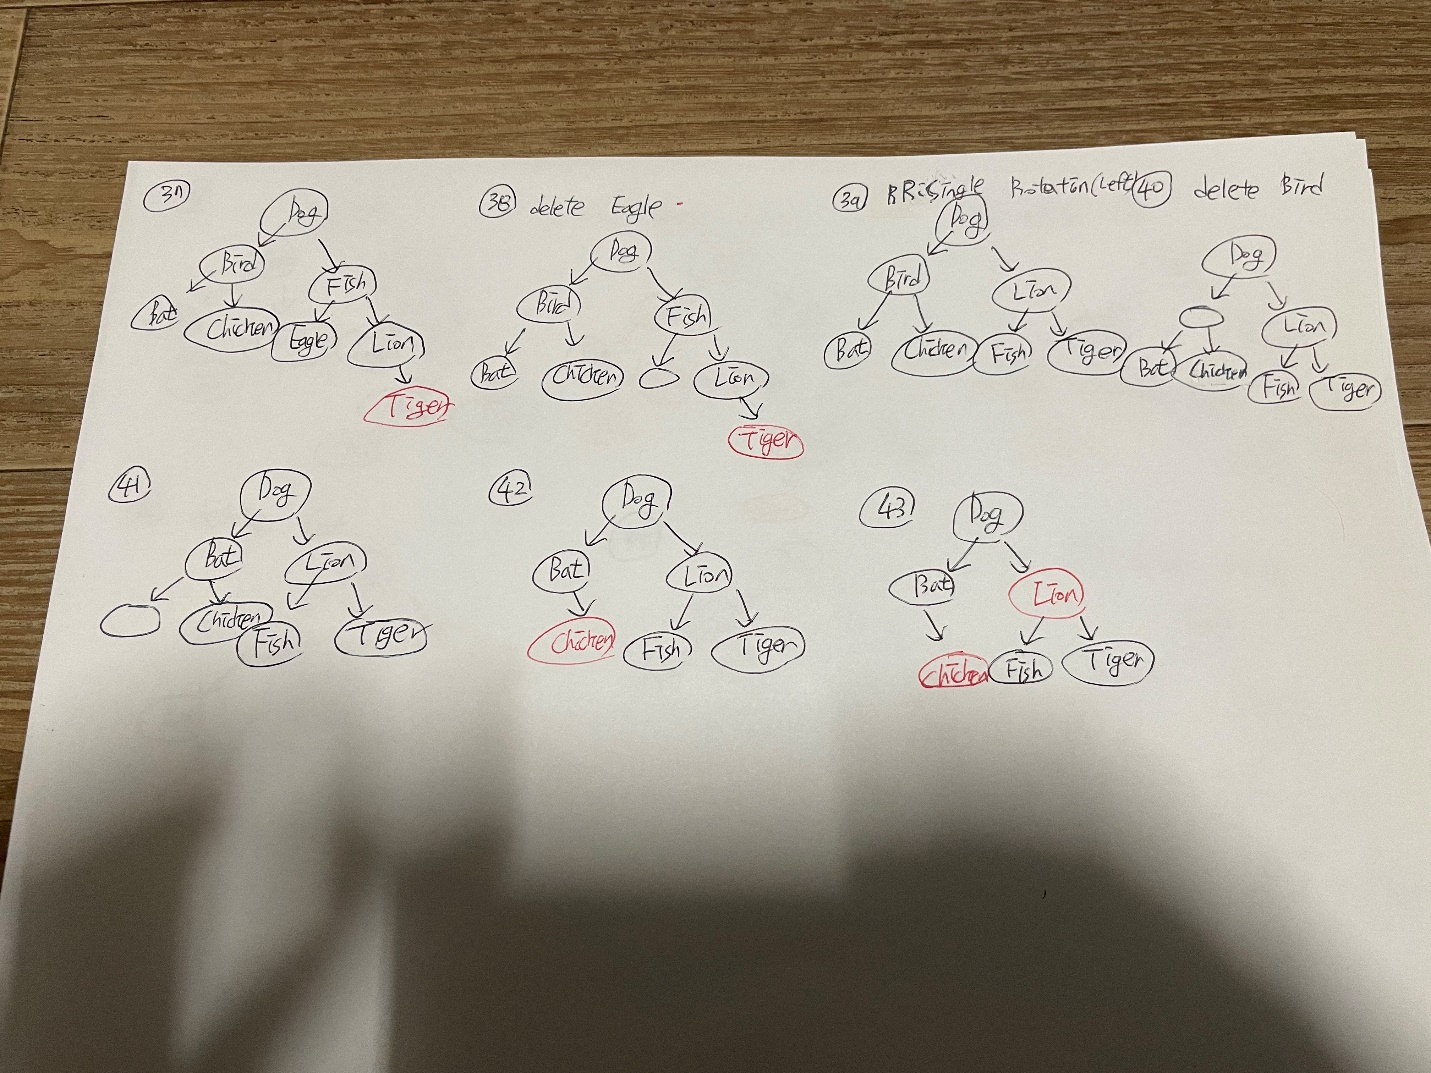 37
Dog
Bird
Fish
Bat
Chicken
Eagle
Lion
Tiger
38 delete Eagle
Dog
Bird
Fish
Bat
Chicken
Lion
Tiger
39 RR:Single Rotation(Left)
Dog
Bird
Lion
Bat
Chicken
Fish
Tiger
40 delete Bird
Dog
Lion
Bat
Chicken
Fish
Tiger
41
Dog
Bat
Lion
Chicken
Fish
Tiger
42
Dog
Bat
Lion
Chicken
Fish
Tiger
43
Dog
Bat
Lion
Chicken
Fish
Tiger